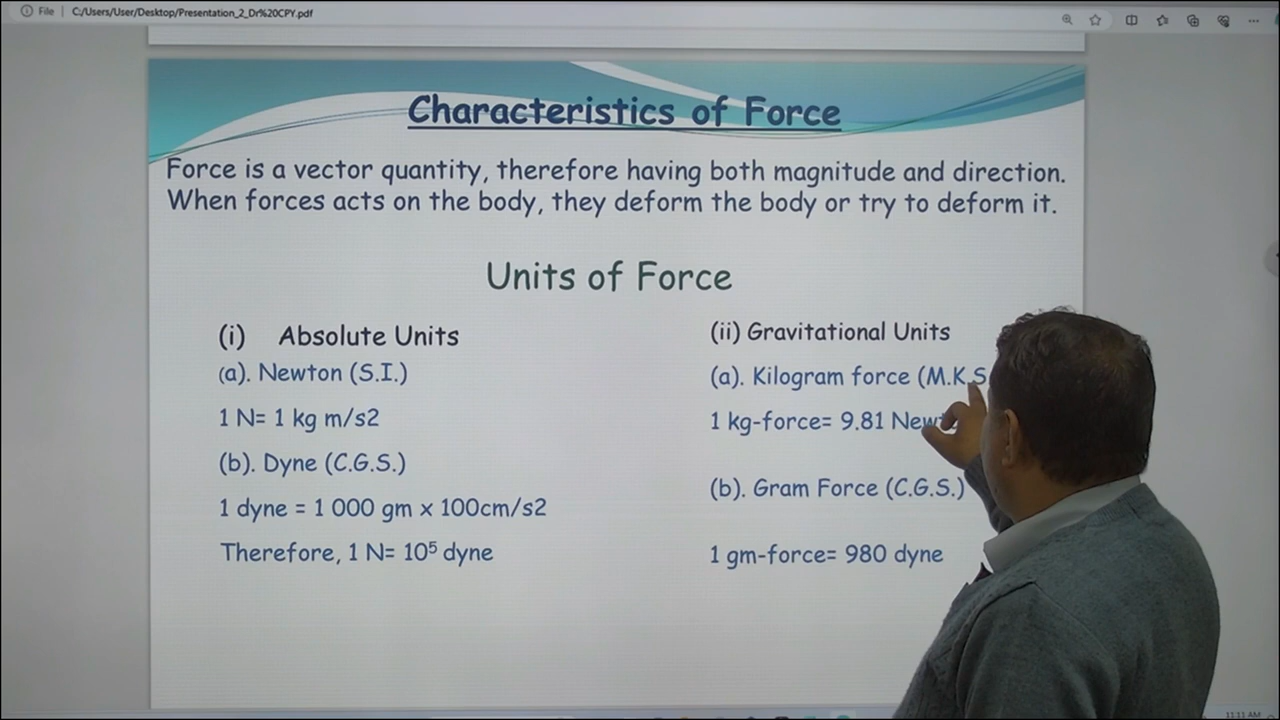 File C:/Users/User/Desktop/Presentation_2_Dr%20CPY.pdf
Characteristics of Force
Force is a vector quantity, therefore having both magnitude and direction.
When forces acts on the body, they deform the body or try to deform it.
Units of Force
(i) Absolute Units
(a). Newton (S.I.)
1 N= 1 kg m/s2
(b). Dyne (C.G.S.)
1 dyne = 1 000 gm x 100cm/s2
Therefore, 1 N= 10⁵ dyne
(ii) Gravitational Units
(a). Kilogram force (M.K.S
1 kg-force= 9.81
(b). Gram Force (C.G.S.)
1 gm-force= 980 dyne
11:11 AM